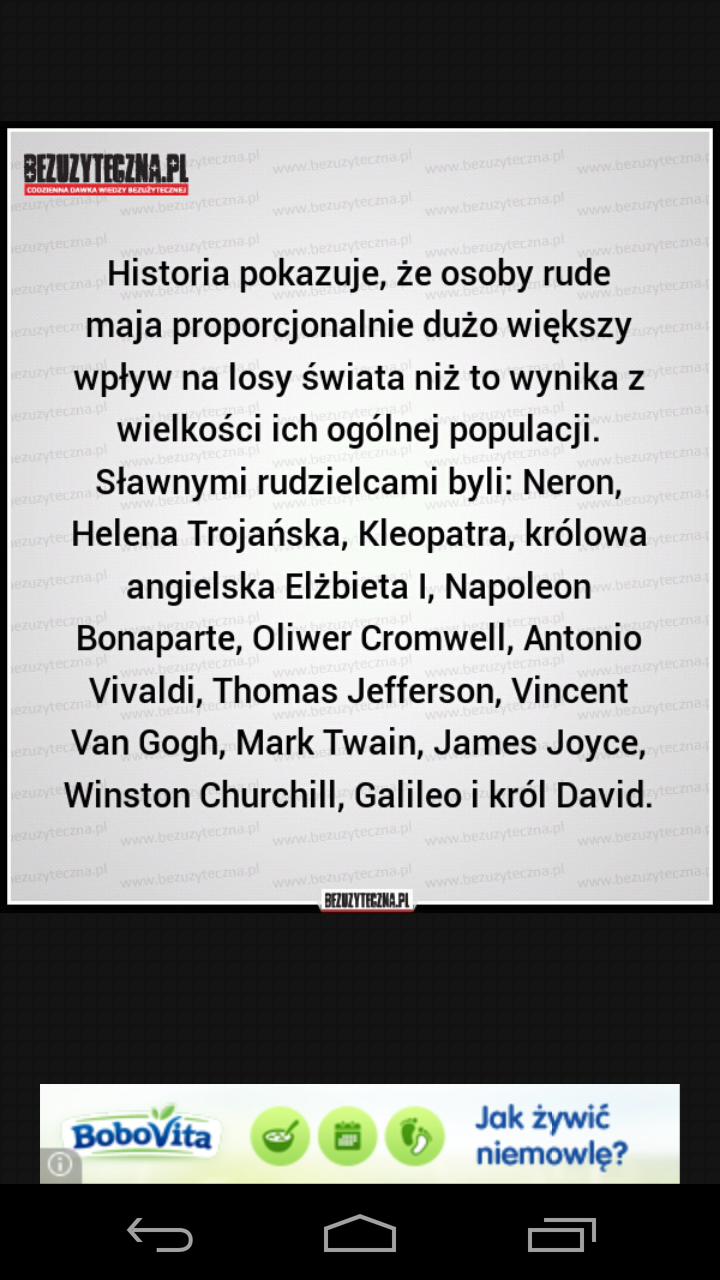 BEZUZYTECZNA.PL
CODZIENNA DAWKA WIEDZY BEZUŻYTECZNEJ
Historia pokazuje, że osoby rude
maja proporcjonalnie dużo większy
wpływ na losy świata niż to wynika z
wielkości ich ogólnej populacji.
Sławnymi rudzielcami byli: Neron,
Helena Trojańska, Kleopatra, królowa
angielska Elżbieta I, Napoleon
Bonaparte, Oliwer Cromwell, Antonio
Vivaldi, Thomas Jefferson, Vincent
Van Gogh, Mark Twain, James Joyce,
Winston Churchill, Galileo i król David.
www.bezuzyteczna.pl
BEZUZYTECZNA.PL
BoboVita
Jak żywić
niemowlę?